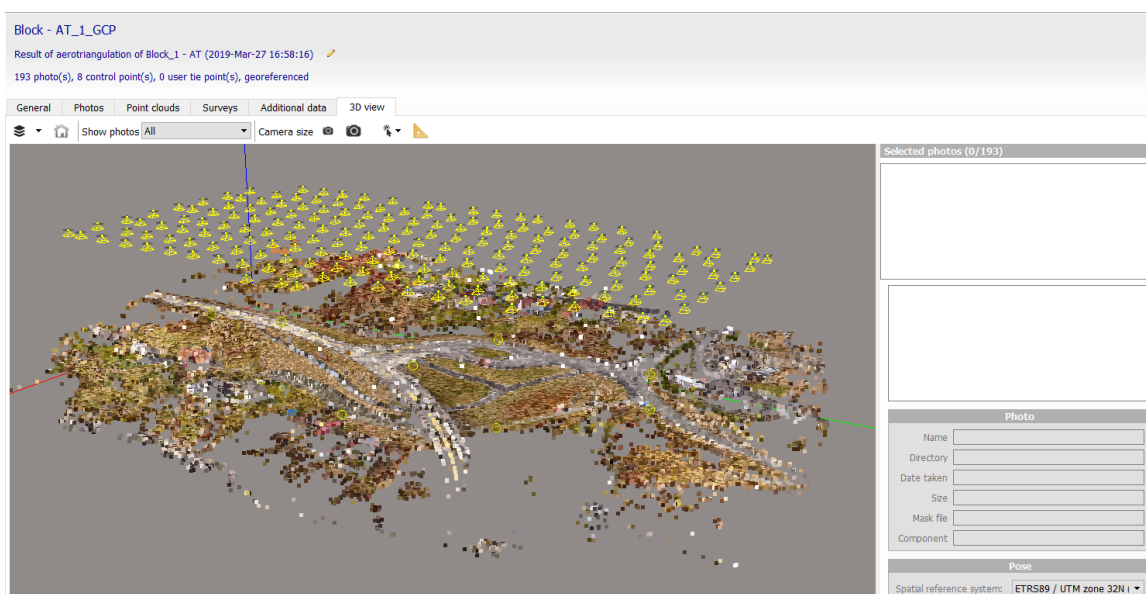 Block - AT_1_GCP
Result of aerotriangulation of Block_1 - AT (2019-Mar-27 16:58:16)
193 photo(s), 8 control point(s), 0 user tie point(s), georeferenced
General Photos Point clouds Surveys Additional data 3D view
Show photos All Camera size
Selected photos (0/193)
Photo
Name
Directory
Date taken
Size
Mask file
Component
Pose
Spatial reference system: ETRS89 / UTM zone 32N (